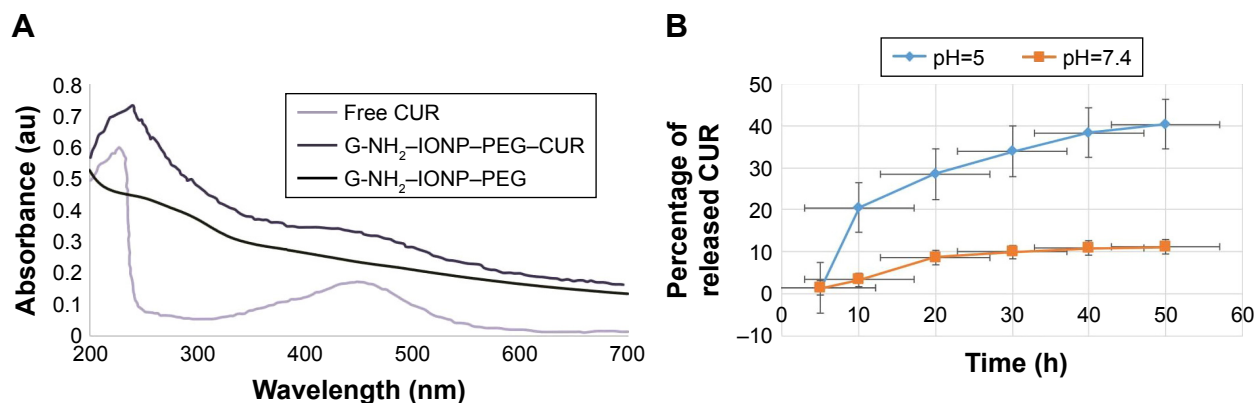 A
Absorbance (au)
0.8
0.7
0.6
0.5
0.4
0.3
0.2
0.1
0
200
300
400
500
600
700
Wavelength (nm)
Free CUR
G-NH₂–IONP–PEG–CUR
G-NH₂–IONP–PEG
B
pH=5
pH=7.4
Percentage of
released CUR
50
40
30
20
10
0
–10
0
10
20
30
40
50
60
Time (h)